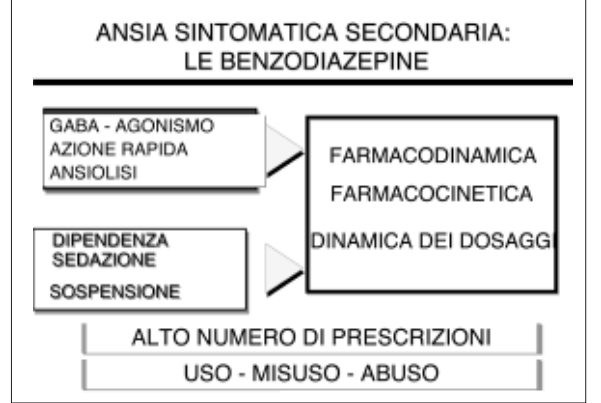 ANSIA SINTOMATICA SECONDARIA:
LE BENZODIAZEPINE
GABA - AGONISMO
AZIONE RAPIDA
ANSIOLISI
DIPENDENZA
SEDAZIONE
SOSPENSIONE
FARMACODINAMICA
FARMACOCINETICA
DINAMICA DEI DOSAGGI
ALTO NUMERO DI PRESCRIZIONI
USO - MISUSO - ABUSO